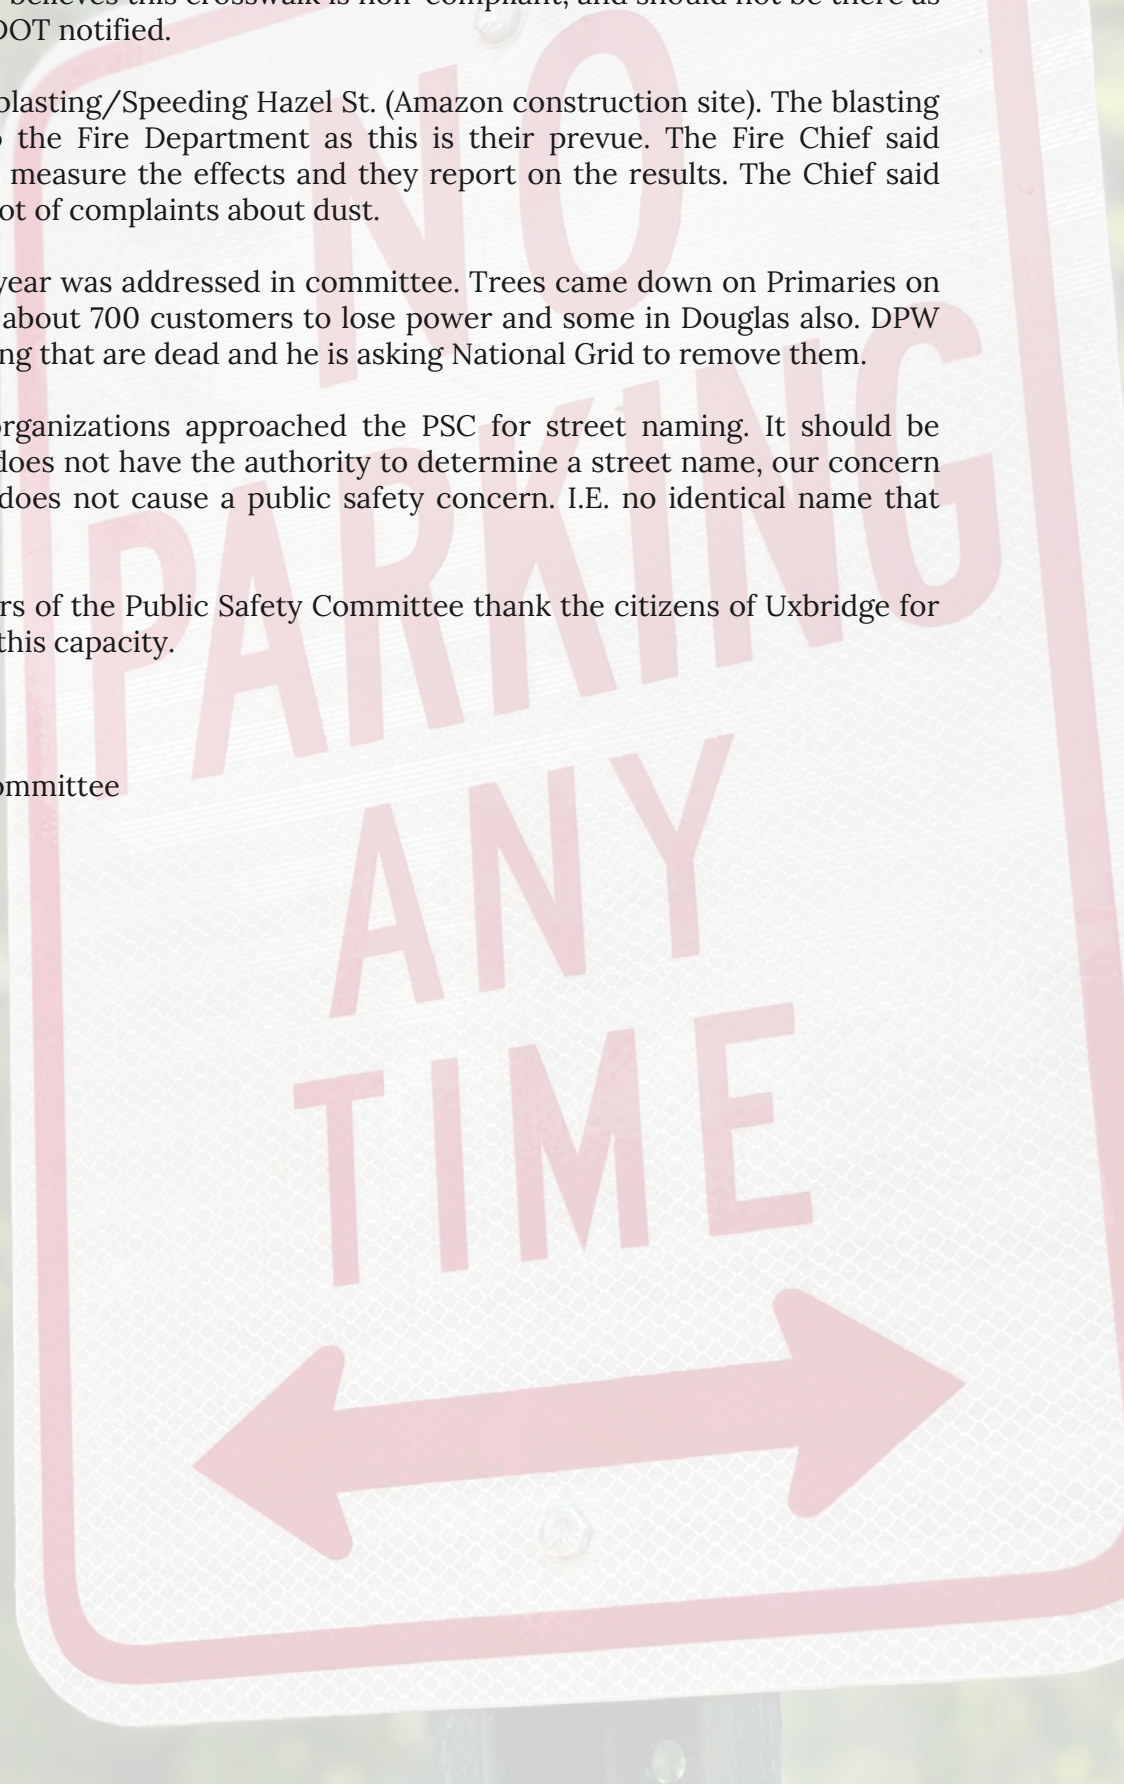 believes this crosswalk is non-compliant, and should not be there as
DOT notified.
blasting/Speeding Hazel St. (Amazon construction site). The blasting
the Fire Department as this is their prevue. The Fire Chief said
measure the effects and they report on the results. The Chief said
of complaints about dust.
year was addressed in committee. Trees came down on Primaries on
about 700 customers to lose power and some in Douglas also. DPW
that are dead and he is asking National Grid to remove them.
organizations approached the PSC for street naming. It should be
does not have the authority to determine a street name, our concern
does not cause a public safety concern. I.E. no identical name that
of the Public Safety Committee thank the citizens of Uxbridge for
this capacity.
ommittee
NO
PARKING
ANY
TIME